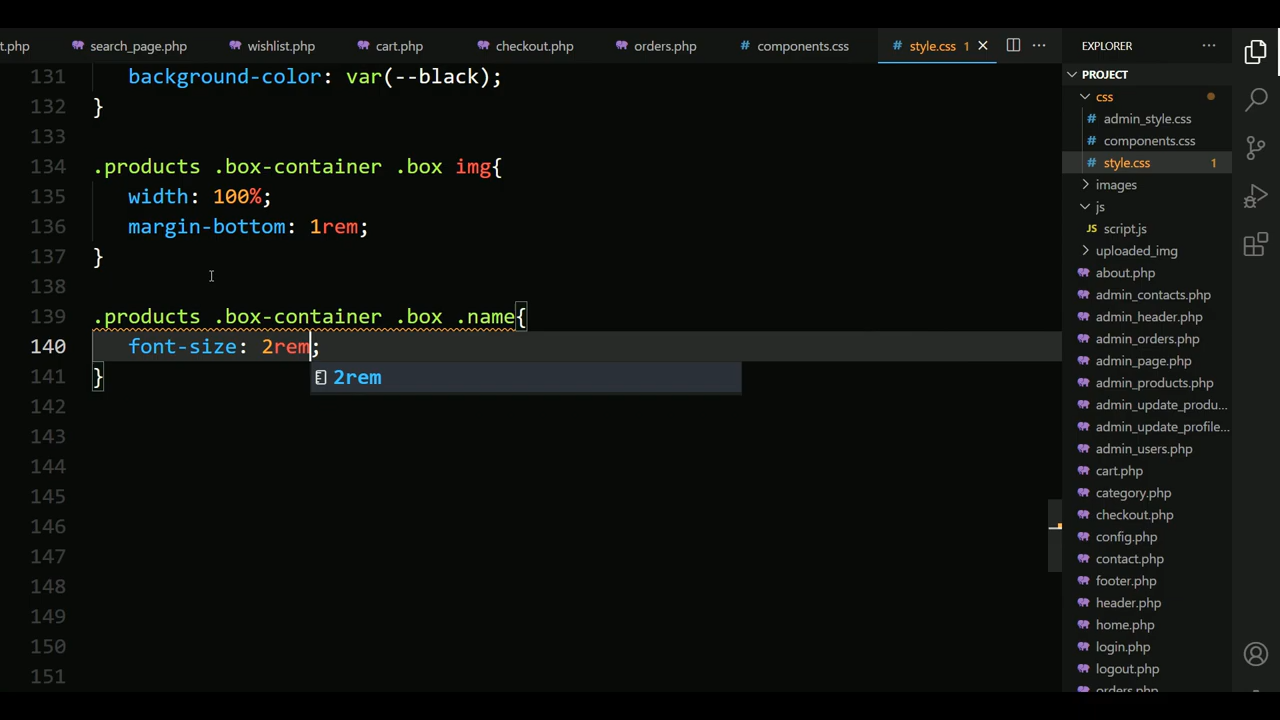 t.php search_page.php wishlist.php cart.php checkout.php orders.php # components.css # style.css 1 × ··· EXPLORER ···
PROJECT
css
# admin_style.css
# components.css
# style.css 1
images
js
JS script.js
uploaded_img
about.php
admin_contacts.php
admin_header.php
admin_orders.php
admin_page.php
admin_products.php
admin_update_produ...
admin_update_profile...
admin_users.php
cart.php
category.php
checkout.php
config.php
contact.php
footer.php
header.php
home.php
login.php
logout.php
orders.php
131 background-color: var(--black);
132 }
133
134 .products .box-container .box img{
135 width: 100%;
136 margin-bottom: 1rem;
137 }
138
139 .products .box-container .box .name{
140 font-size: 2rem;
2rem
141 }
142
143
144
145
146
147
148
149
150
151